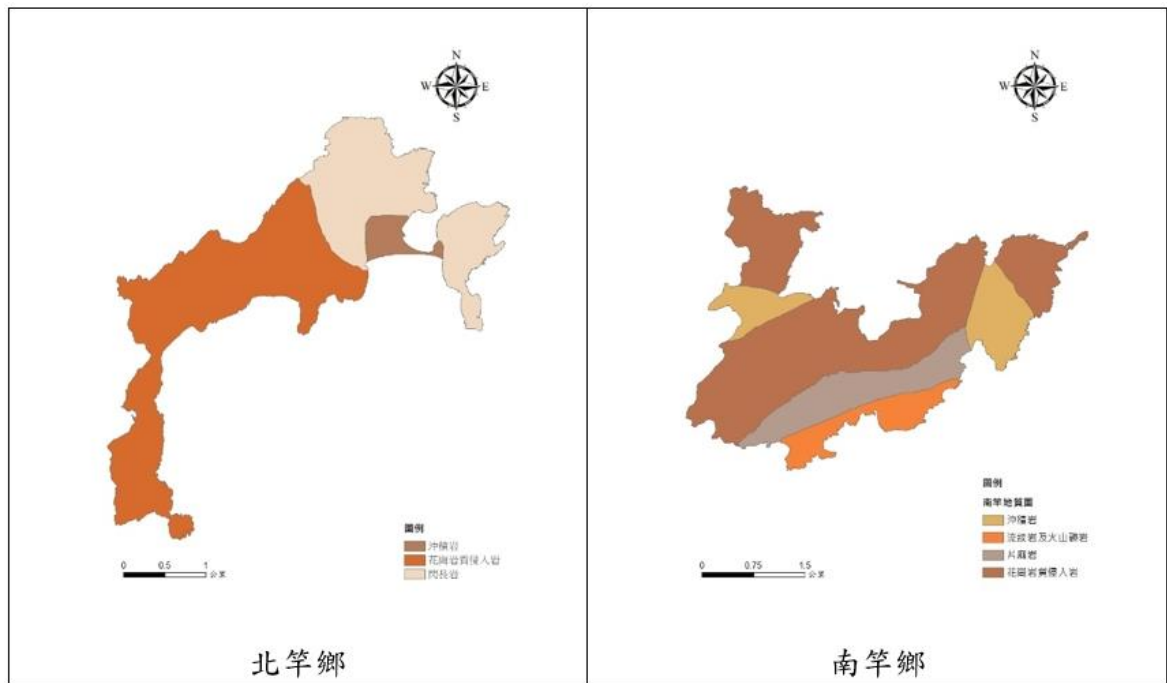 N
W E
S
圖例
沖積岩
花崗岩質侵入岩
閃長岩
0 0.5 1
公里
北竿鄉
N
W E
S
圖例
南竿地質圖
沖積岩
流紋岩及火山礫岩
片麻岩
花崗岩質侵入岩
0 0.75 1.5
公里
南竿鄉